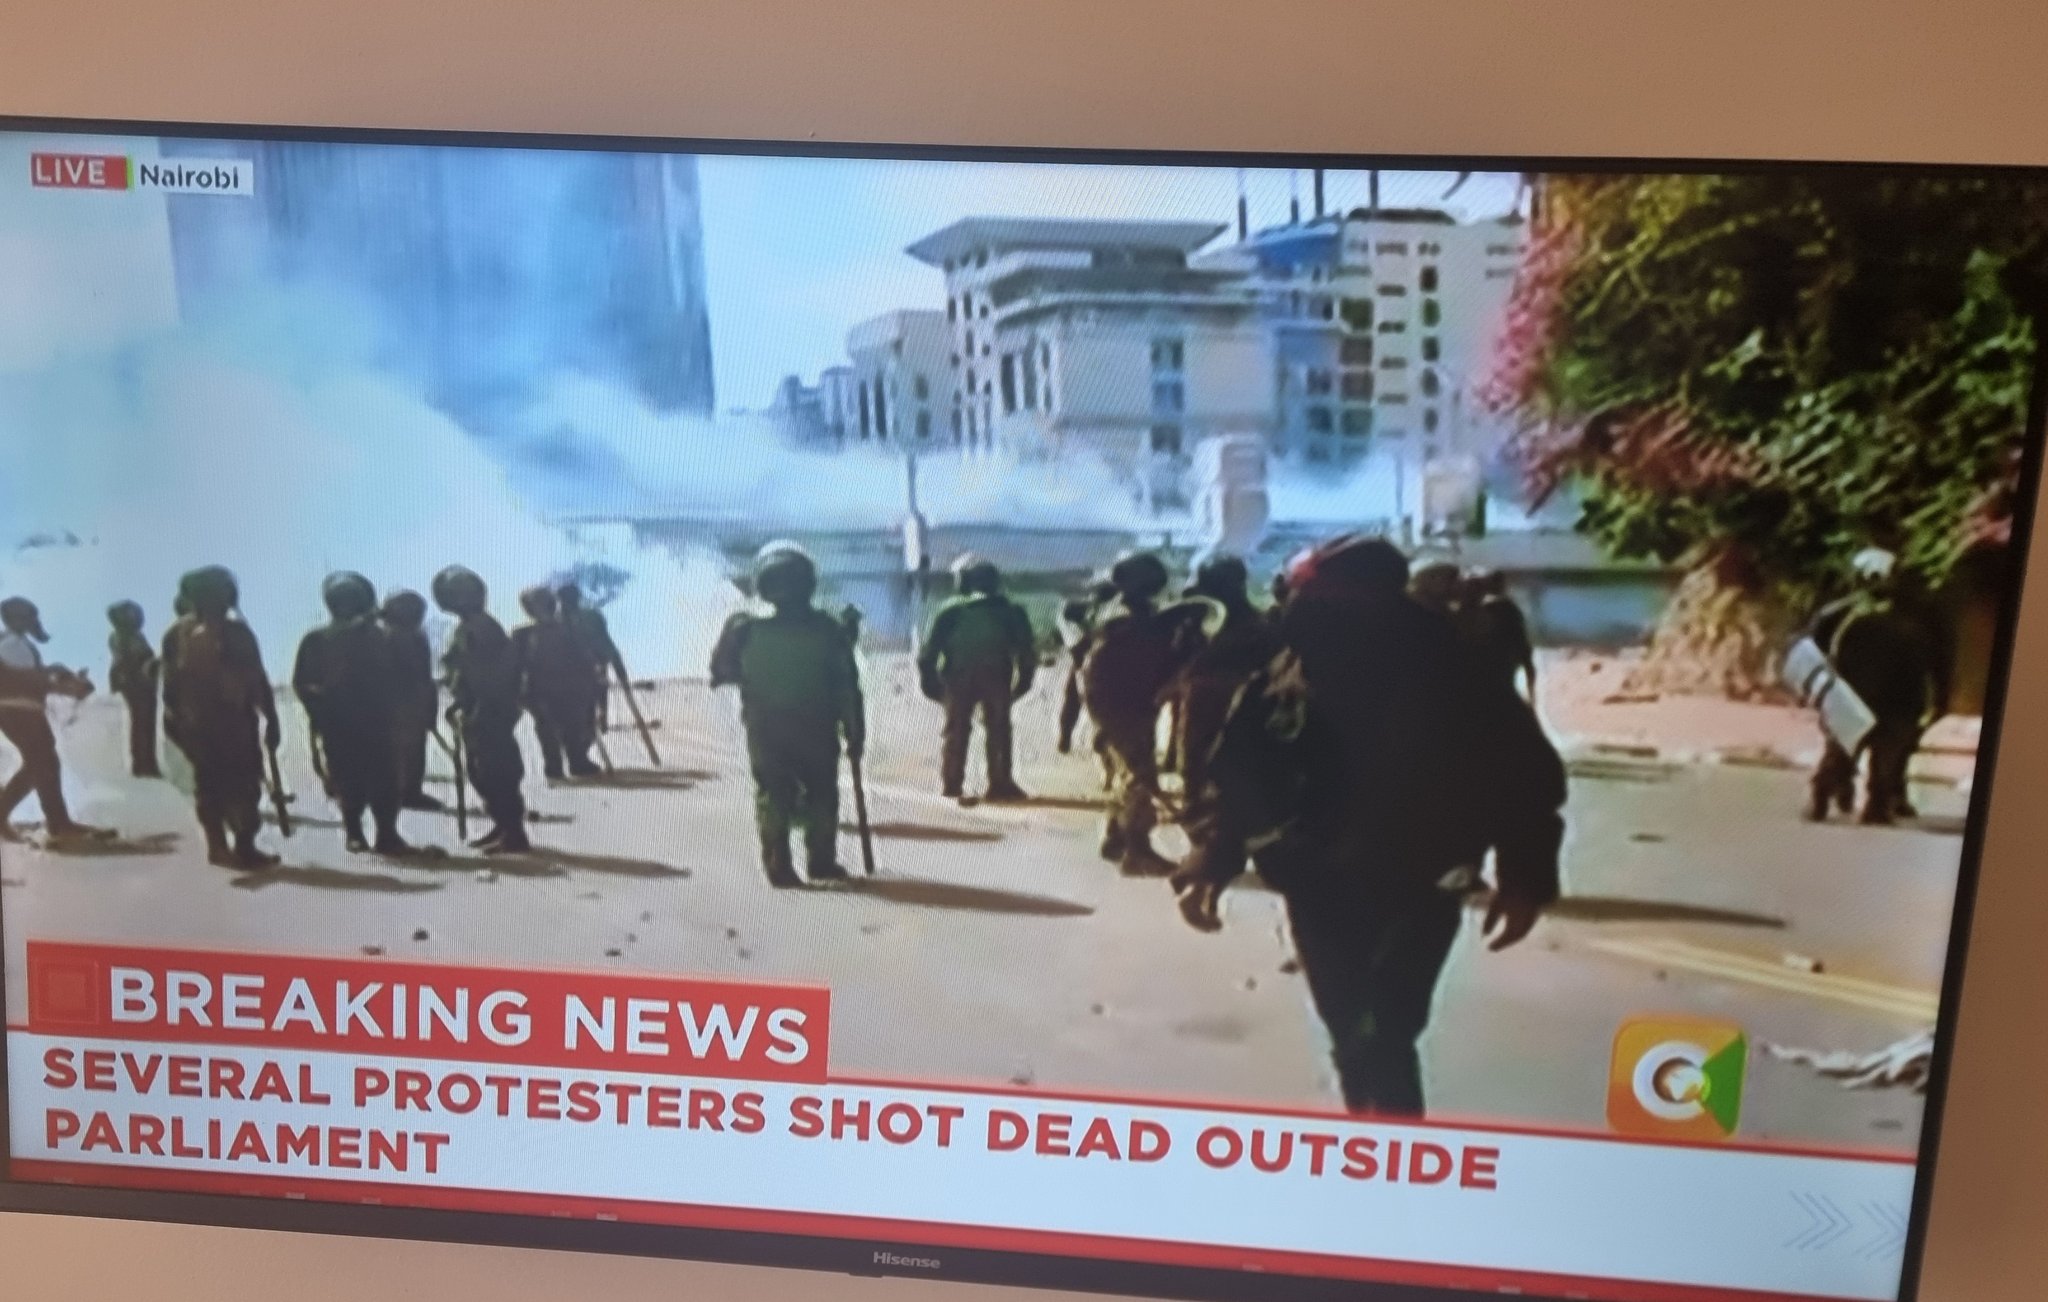 LIVE Nairobi
BREAKING NEWS
SEVERAL PROTESTERS SHOT DEAD OUTSIDE
PARLIAMENT
Hisense